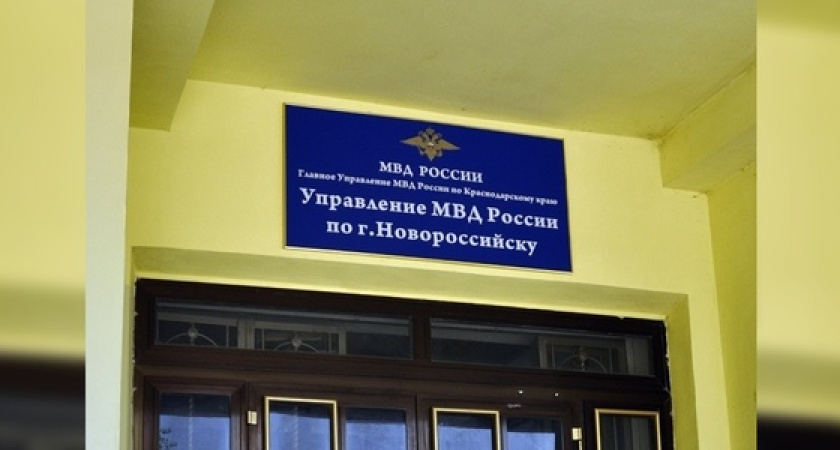 МВД РОССИИ
Главное Управление МВД России по Краснодарскому краю
Управление МВД России
по г.Новороссийску